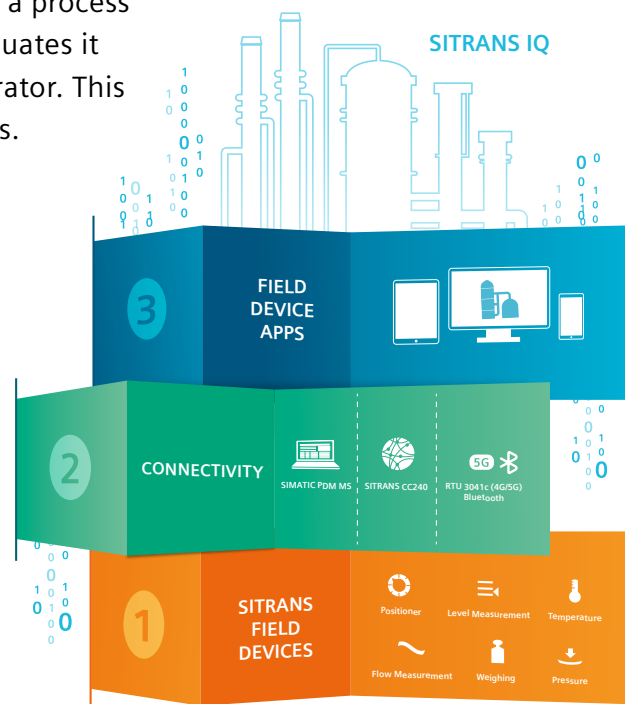 a process
uates it
rator. This
s.
SITRANS IQ
3
FIELD
DEVICE
APPS
2
CONNECTIVITY
SIMATIC PDM MS
SITRANS CC240
5G
RTU 3041c (4G/5G)
Bluetooth
1
SITRANS
FIELD
DEVICES
Positioner
Level Measurement
Temperature
Flow Measurement
Weighing
Pressure